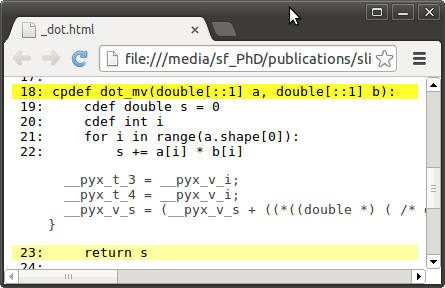 _dot.html
file:///media/sf_PhD/publications/sli
17:
18: cpdef dot_mv(double[::1] a, double[::1] b):
19:     cdef double s = 0
20:     cdef int i
21:     for i in range(a.shape[0]):
22:         s += a[i] * b[i]
__pyx_t_3 = __pyx_v_i;
__pyx_t_4 = __pyx_v_i;
__pyx_v_s = (__pyx_v_s + ((*((double *) ( /*
}
23:     return s
24: